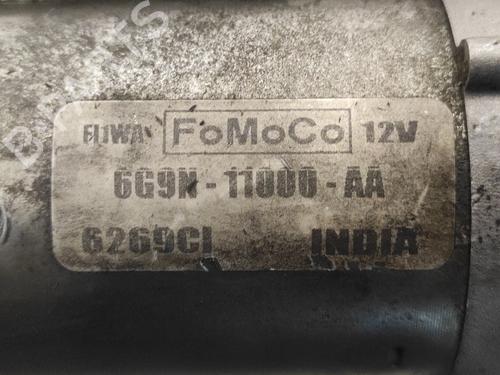 FoMoCo 12V
6G9N-11000-AA
6269CI INDIA